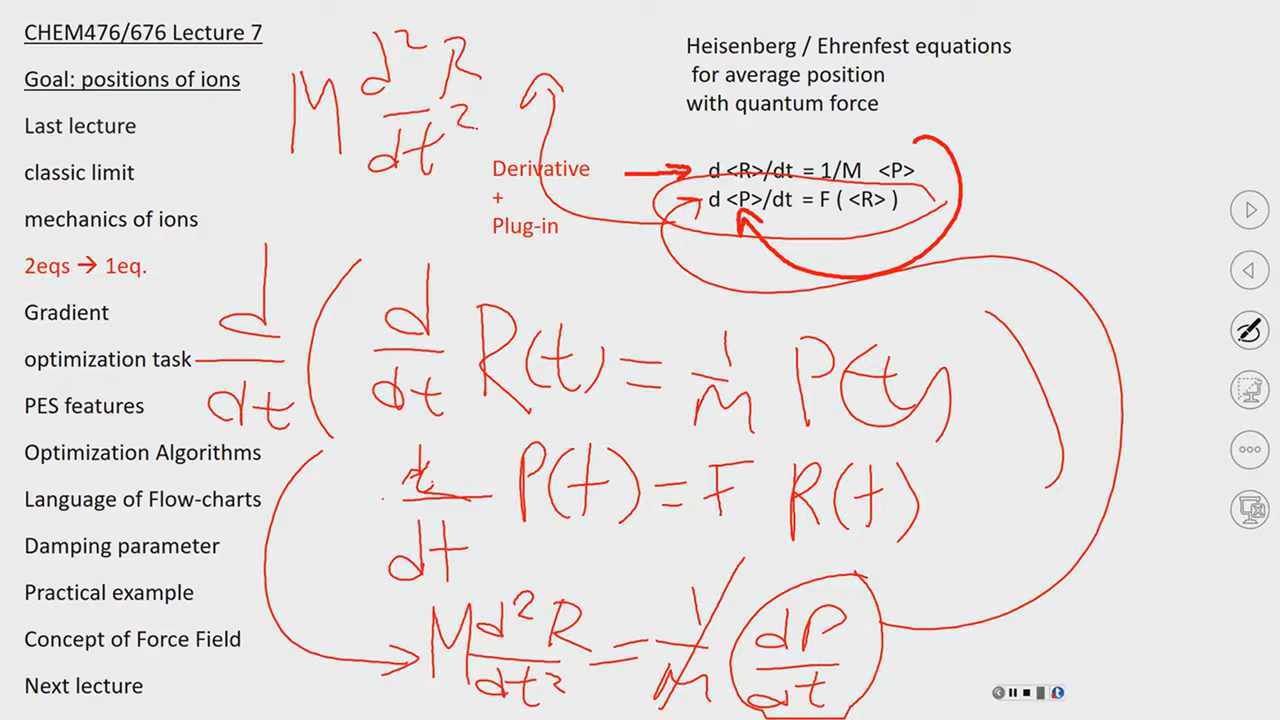 CHEM476/676 Lecture 7
Goal: positions of ions
Last lecture
classic limit
mechanics of ions
2eqs → 1eq.
Gradient
optimization task
PES features
Optimization Algorithms
Language of Flow-charts
Damping parameter
Practical example
Concept of Force Field
Next lecture
M d²R/dt²
Heisenberg / Ehrenfest equations
for average position
with quantum force
Derivative
+
Plug-in
d <R>/dt = 1/M <P>
d <P>/dt = F ( <R> )
d/dt ( d/dt R(t) = 1/M P(t) )
d/dt P(t) = F R(t)
M d²R/dt² = 1/M dP/dt